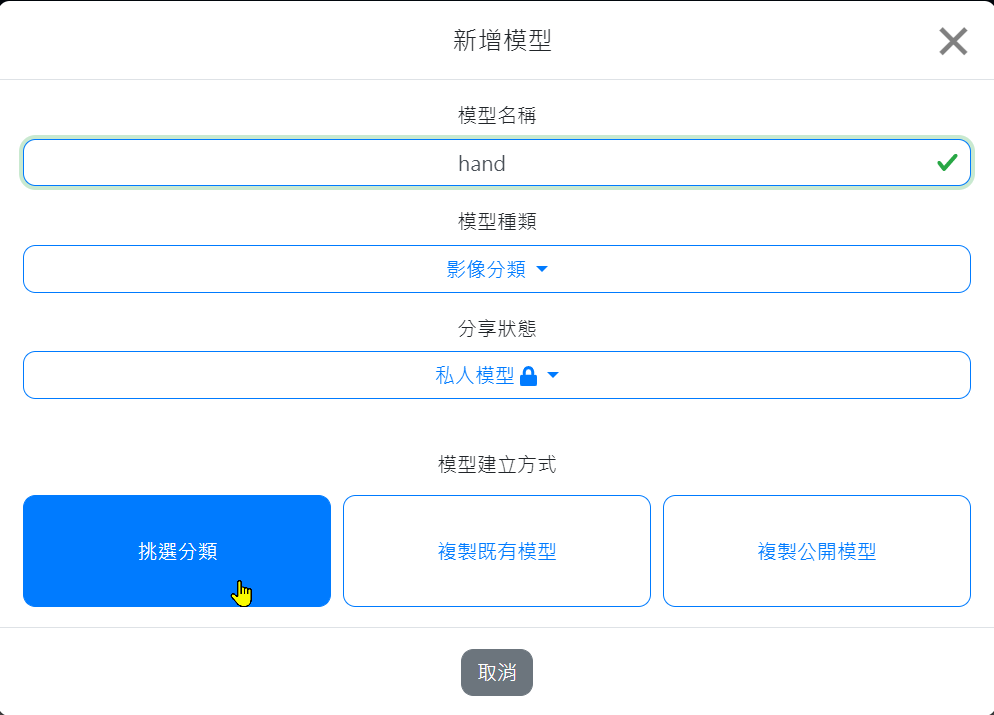 新增模型
模型名稱
hand
模型種類
影像分類
分享狀態
私人模型
模型建立方式
挑選分類
複製既有模型
複製公開模型
取消